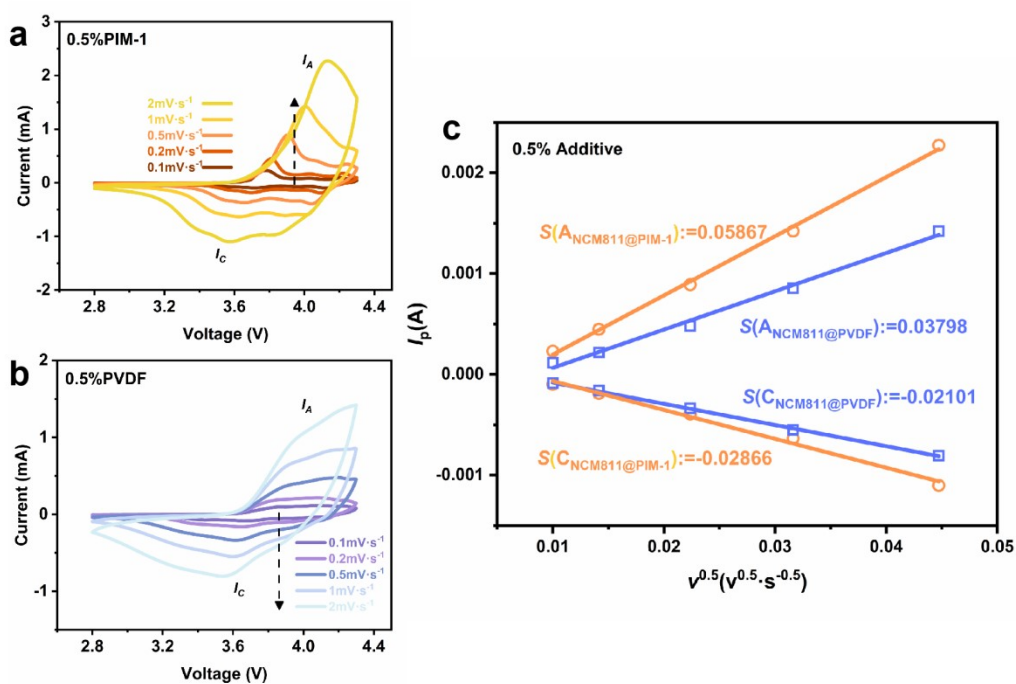 a
0.5%PIM-1
I_A
2mV·s⁻¹
1mV·s⁻¹
0.5mV·s⁻¹
0.2mV·s⁻¹
0.1mV·s⁻¹
I_C
Current (mA)
3
2
1
0
-1
-2
2.8 3.2 3.6 4.0 4.4
Voltage (V)
b
0.5%PVDF
I_A
I_C
0.1mV·s⁻¹
0.2mV·s⁻¹
0.5mV·s⁻¹
1mV·s⁻¹
2mV·s⁻¹
Current (mA)
2
1
0
-1
2.8 3.2 3.6 4.0 4.4
Voltage (V)
c
0.5% Additive
S(A_NCM811@PIM-1):=0.05867
S(A_NCM811@PVDF):=0.03798
S(C_NCM811@PVDF):=-0.02101
S(C_NCM811@PIM-1):=-0.02866
I_p(A)
0.002
0.001
0.000
-0.001
0.01 0.02 0.03 0.04 0.05
v^0.5(v^0.5·s^-0.5)